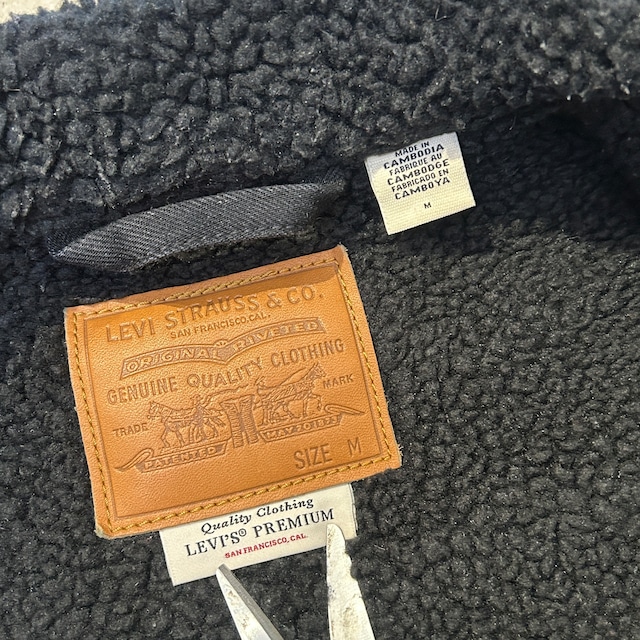 MADE IN
CAMBODIA
FABRIQUE AU
CAMBODGE
FABRICADO EN
CAMBOYA
M
LEVI STRAUSS & CO.
SAN FRANCISCO, CAL.
ORIGINAL RIVETED
GENUINE QUALITY CLOTHING
TRADE MARK
PATENTED MAY 20 1873
SIZE M
Quality Clothing
LEVI'S® PREMIUM
SAN FRANCISCO, CAL.